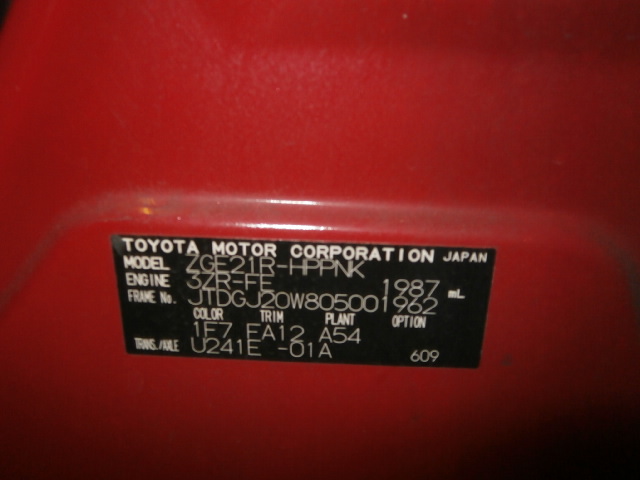 TOYOTA MOTOR CORPORATION JAPAN
MODEL ZGE21R-HPPNK
ENGINE 3ZR-FE 1987 mL
FRAME No. JTDGJ20W805001962
COLOR TRIM PLANT OPTION
1F7 FA12 A54
TRANS./AXLE U241E -01A 609